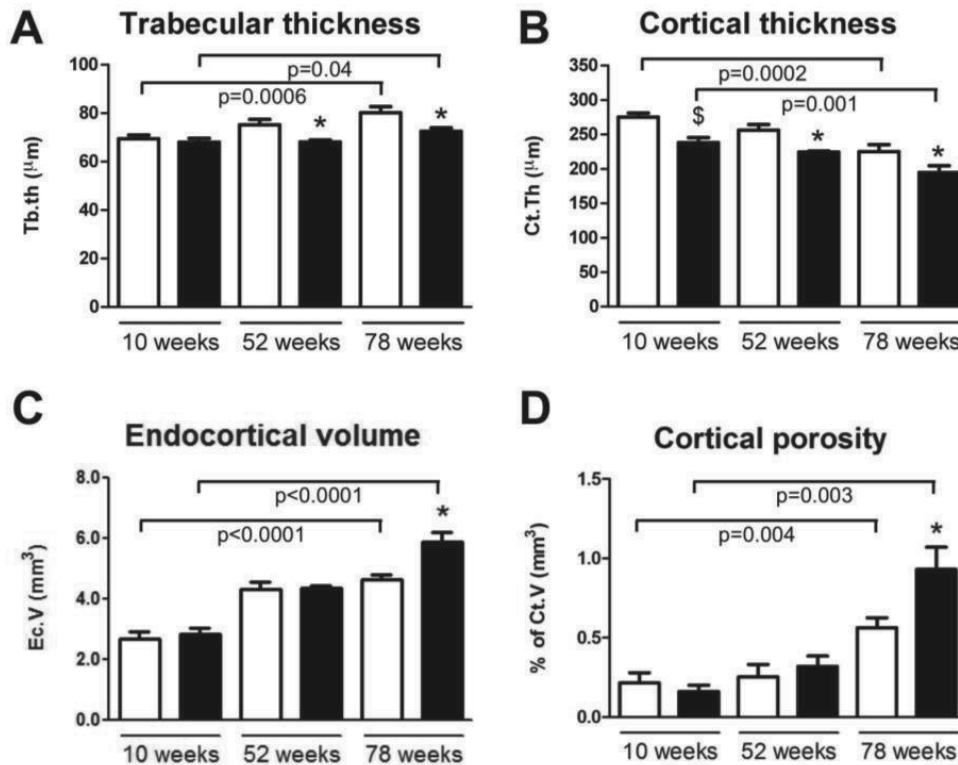 A
Trabecular thickness
p=0.04
p=0.0006
*
*
Tb.th (μm)
100
80
60
40
20
0
10 weeks
52 weeks
78 weeks
B
Cortical thickness
p=0.0002
p=0.001
$
*
*
Ct.Th (μm)
350
300
250
200
150
100
50
0
10 weeks
52 weeks
78 weeks
C
Endocortical volume
p<0.0001
p<0.0001
*
Ec.V (mm³)
8.0
6.0
4.0
2.0
0.0
10 weeks
52 weeks
78 weeks
D
Cortical porosity
p=0.003
p=0.004
*
% of Ct.V (mm³)
1.5
1.0
0.5
0.0
10 weeks
52 weeks
78 weeks